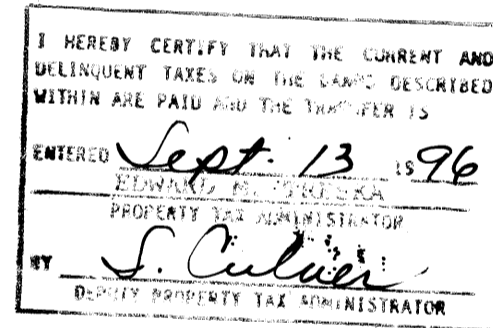 I HEREBY CERTIFY THAT THE CURRENT AND
DELINQUENT TAXES ON THE LANDS DESCRIBED
WITHIN ARE PAID AND THE TRANSFER IS
ENTERED Sept. 13 1996
EDWARD M.
PROPERTY TAX ADMINISTRATOR
BY S. Culver
DEPUTY PROPERTY TAX ADMINISTRATOR